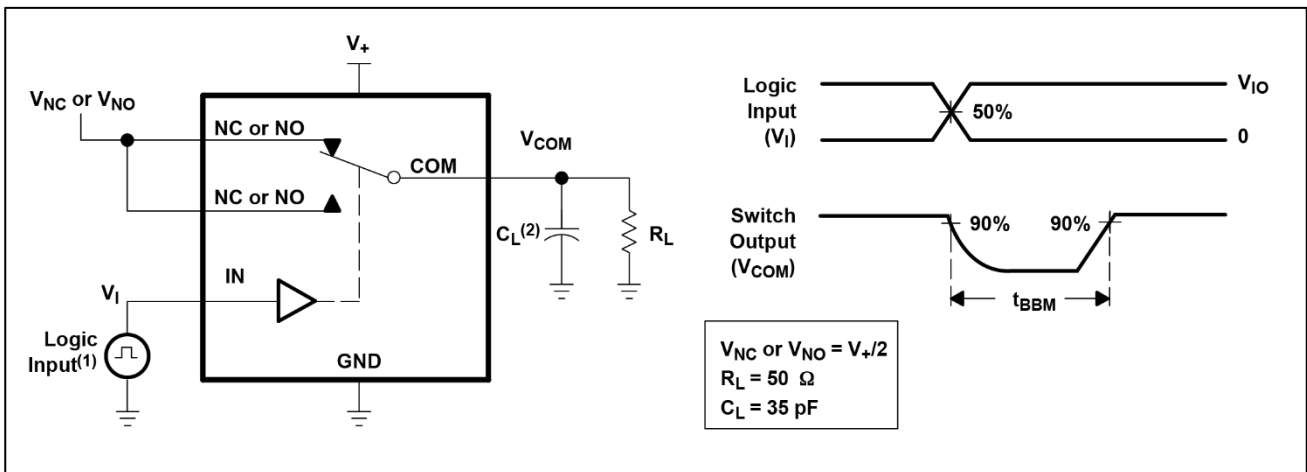 V+
VNC or VNO
NC or NO
COM
VCOM
NC or NO
CL(2)
RL
IN
VI
Logic
Input(1)
GND
Logic
Input
(VI)
50%
VIO
0
Switch
Output
(VCOM)
90%
90%
tBBM
VNC or VNO = V+/2
RL = 50 Ω
CL = 35 pF